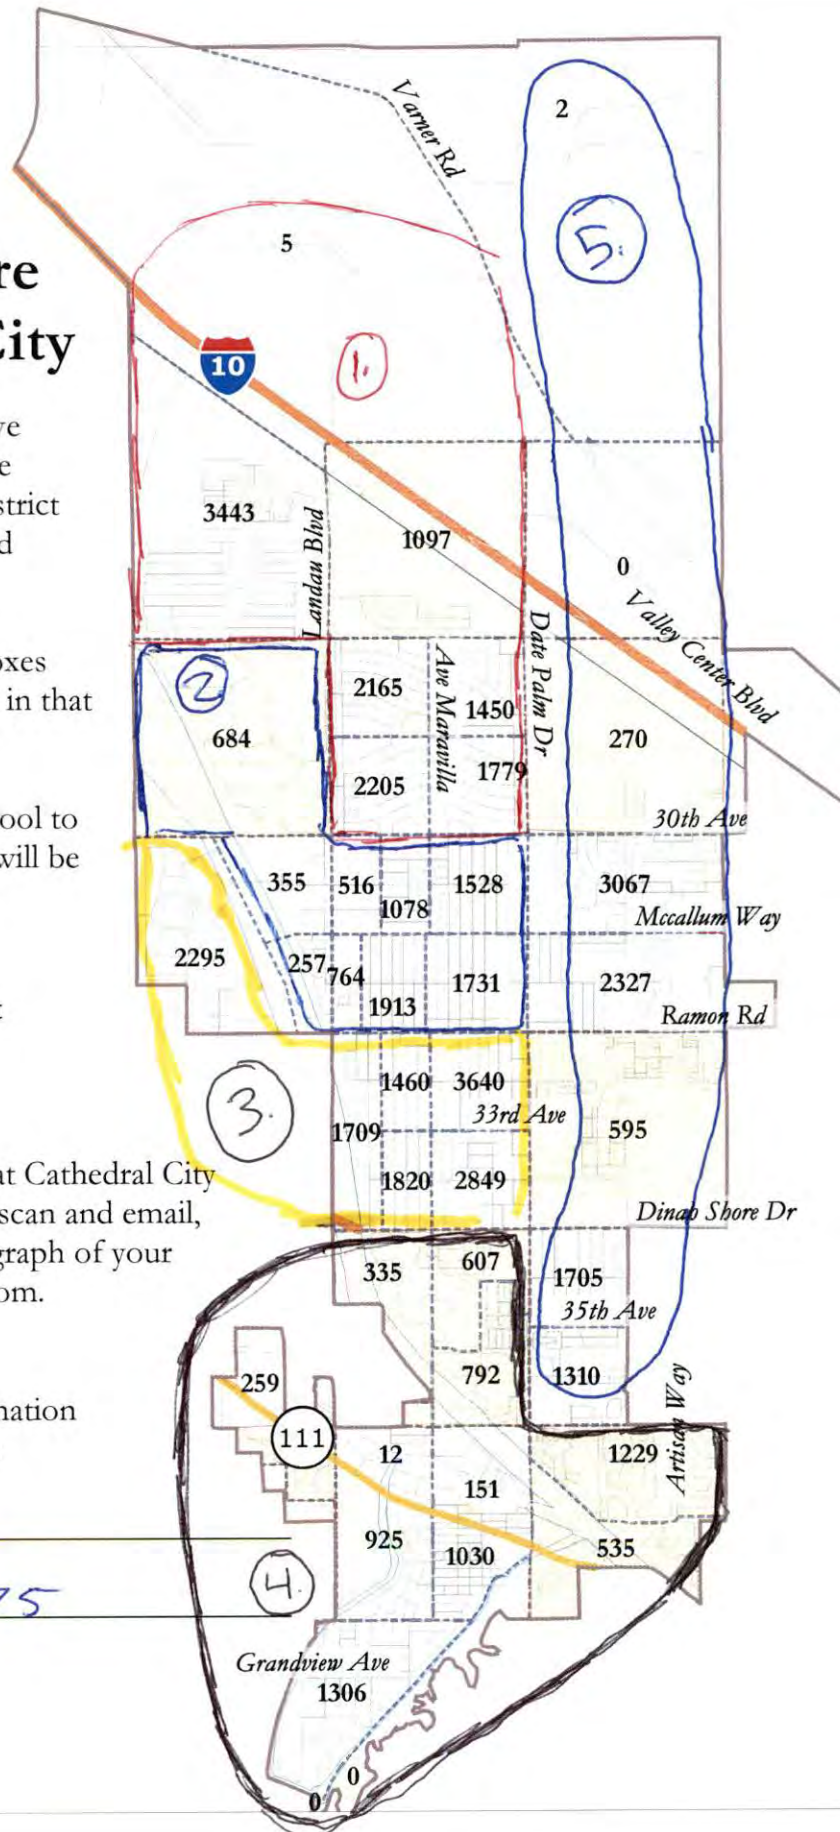 re
City
ve
e
strict
d
oxes
in that
ool to
will be
t
at Cathedral City
scan and email,
graph of your
om.
nation
75
Varner Rd
2
5.
5
10
1.
3443
Landau Blvd
1097
0
Valley Center Blvd
Date Palm Dr
2
684
2165
Ave Maravilla
1450
270
2205
1779
30th Ave
355
516
1078
1528
3067
Mccallum Way
2295
257
764
1913
1731
2327
Ramon Rd
3.
1460
3640
33rd Ave
595
1709
1820
2849
Dinah Shore Dr
335
607
1705
35th Ave
792
1310
259
111
12
151
1229
Artisan Way
925
1030
535
4.
Grandview Ave
1306
0
0